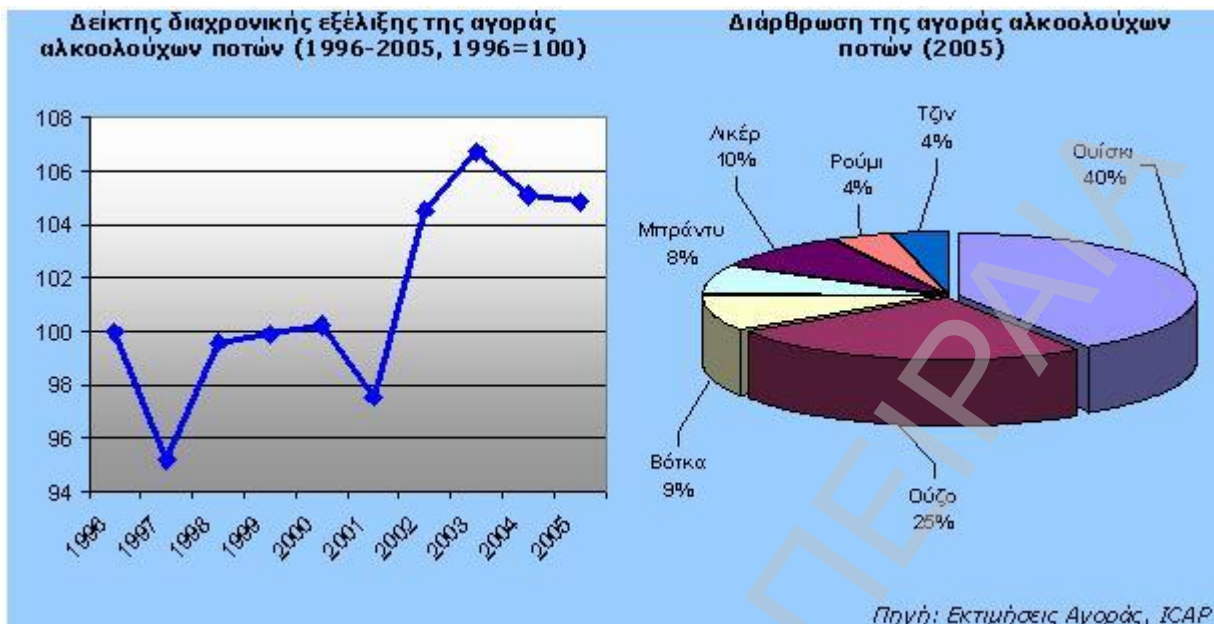 Δείκτης διαχρονικής εξέλιξης της αγοράς
αλκοολούχων ποτών (1996-2005, 1996=100)
108
106
104
102
100
98
96
94
1996
1997
1998
1999
2000
2001
2002
2003
2004
2005
Διάρθρωση της αγοράς αλκοολούχων
ποτών (2005)
Τζιν
4%
Λικέρ
10%
Ρούμι
4%
Ουίσκι
40%
Μπράντυ
8%
Βότκα
9%
Ούζο
25%
ΠΕΙΡΑΙΑ
Πηγή: Εκτιμήσεις Αγοράς, ICAP